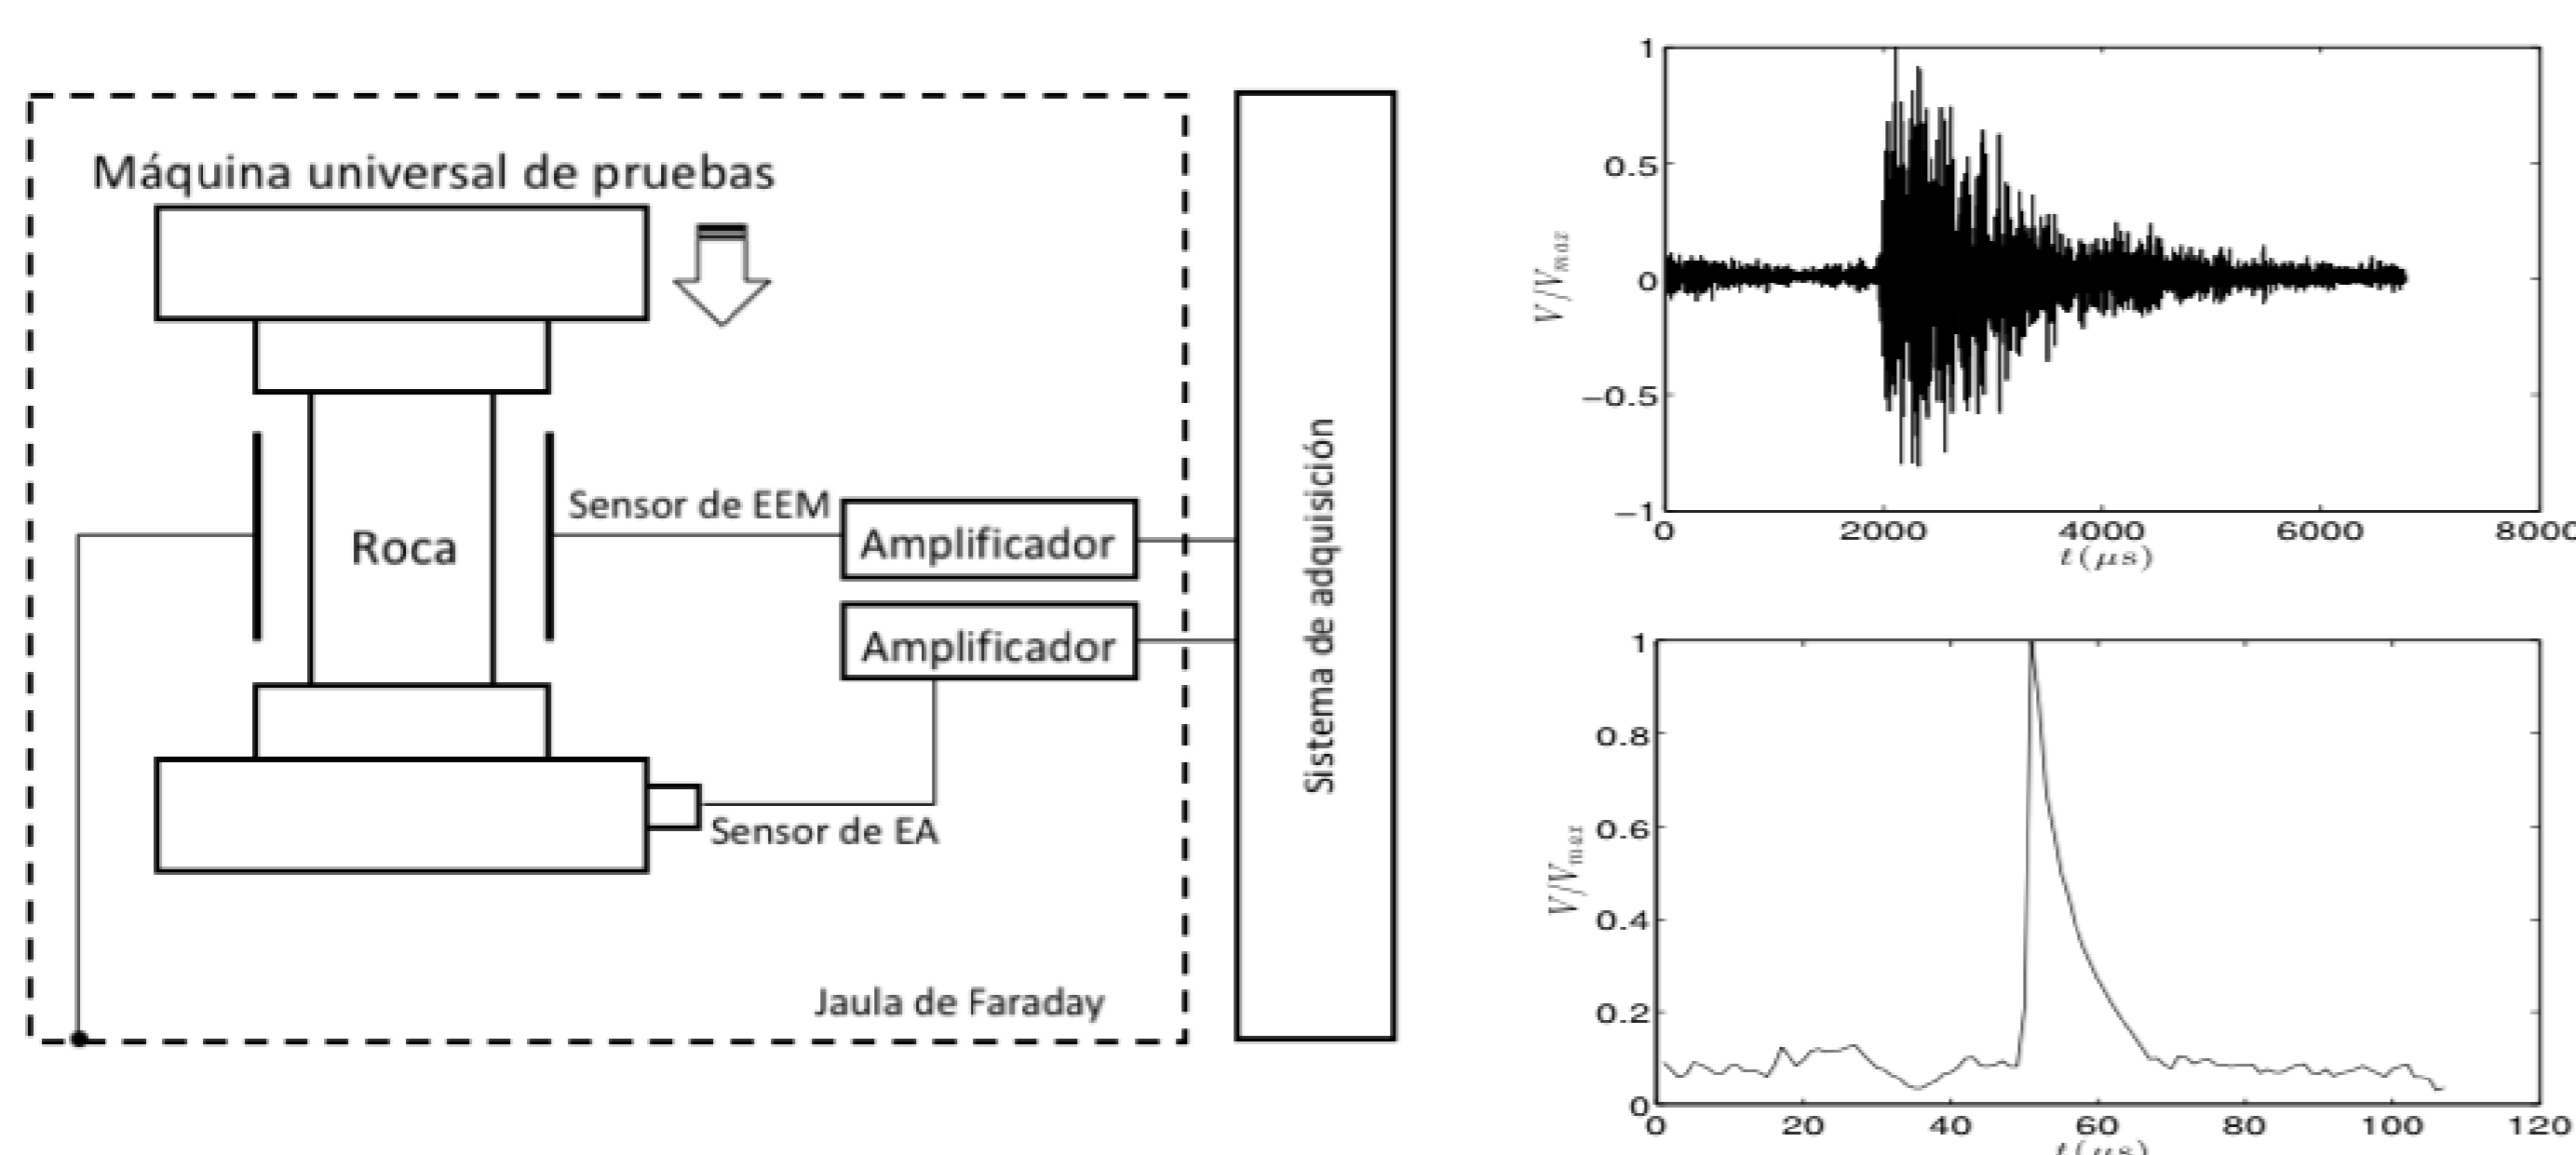 Máquina universal de pruebas
Roca
Sensor de EEM
Amplificador
Amplificador
Sensor de EA
Jaula de Faraday
Sistema de adquisición
1
0.5
0
−0.5
−1
V/Vmax
0 2000 4000 6000 8000
t(μs)
1
0.8
0.6
0.4
0.2
0
V/Vmax
0 20 40 60 80 100 120
t(μs)